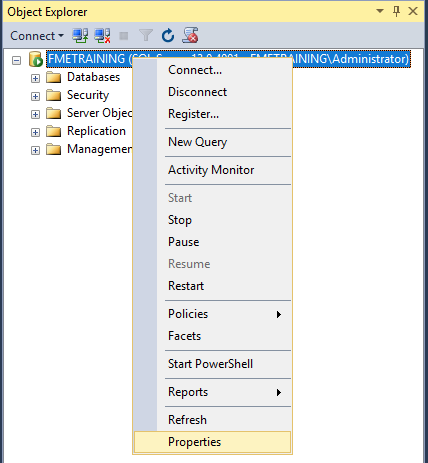 Object Explorer
Connect
FMETRAINING (SQL Server 13.0.4001 - FMETRAINING\Administrator)
Databases
Security
Server Objec
Replication
Managemen
Connect...
Disconnect
Register...
New Query
Activity Monitor
Start
Stop
Pause
Resume
Restart
Policies
Facets
Start PowerShell
Reports
Refresh
Properties